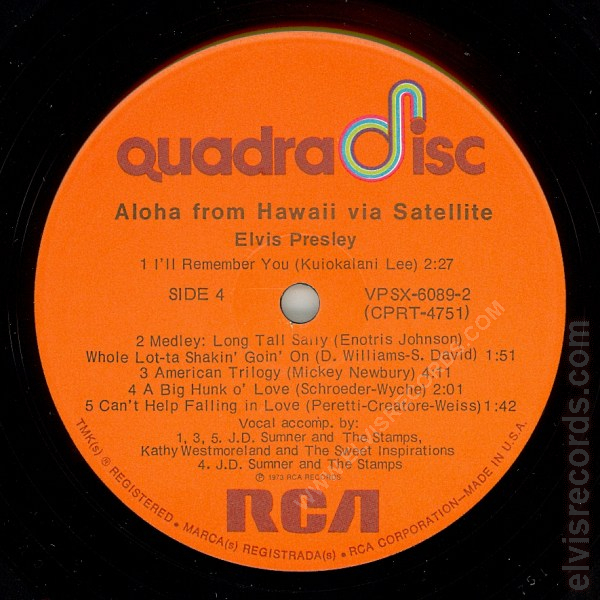 quadradisc
Aloha from Hawaii via Satellite
Elvis Presley
1 I'll Remember You (Kuiokalani Lee) 2:27
SIDE 4
VPSX-6089-2
(CPRT-4751)
2 Medley: Long Tall Sally (Enotris Johnson)
Whole Lot-ta Shakin' Goin' On (D. Williams-S. David) 1:51
3 American Trilogy (Mickey Newbury) 4:11
4 A Big Hunk o' Love (Schroeder-Wyche) 2:01
5 Can't Help Falling in Love (Peretti-Creatore-Weiss) 1:42
Vocal accomp. by:
1, 3, 5. J.D. Sumner and The Stamps,
Kathy Westmoreland and The Sweet Inspirations
4. J.D. Sumner and The Stamps
℗ 1973 RCA RECORDS
RCA
TMK(s) ® REGISTERED • MARCA(s) REGISTRADA(s) • RCA CORPORATION—MADE IN U.S.A.
WWW.ELVISRECORDS.COM
elvisrecords.com
S